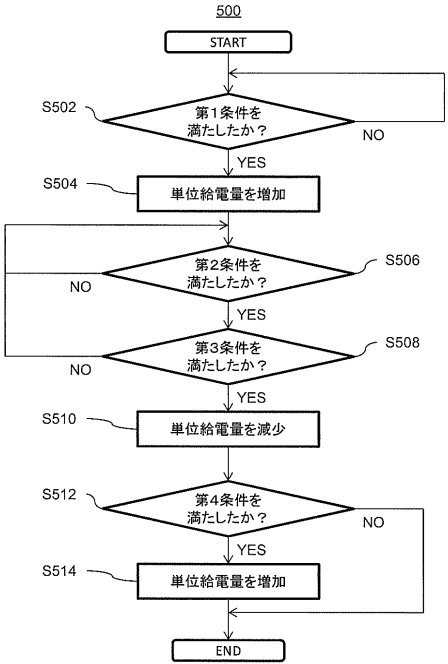 500
START
S502
第1条件を
満たしたか?
NO
YES
S504
単位給電量を増加
第2条件を
満たしたか?
S506
NO
YES
第3条件を
満たしたか?
S508
NO
YES
S510
単位給電量を減少
S512
第4条件を
満たしたか?
NO
YES
S514
単位給電量を増加
END